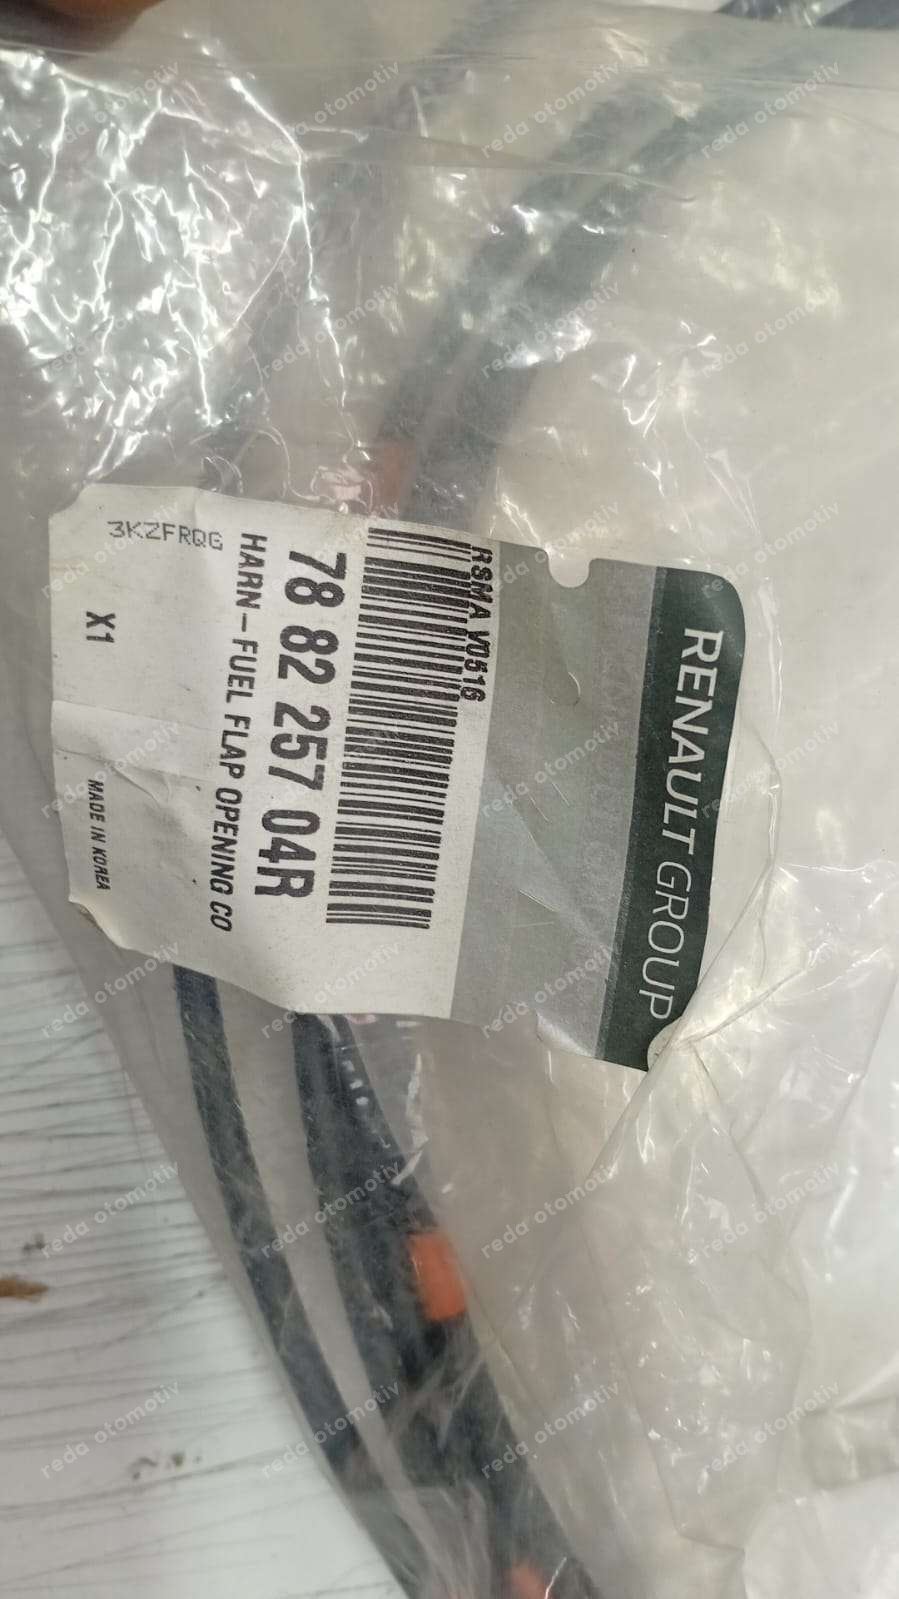 RENAULT GROUP
RSMA V0516
78 82 257 04R
HARN-FUEL FLAP OPENING CO
3KZFRQG
X1
MADE IN KOREA
reda otomotiv